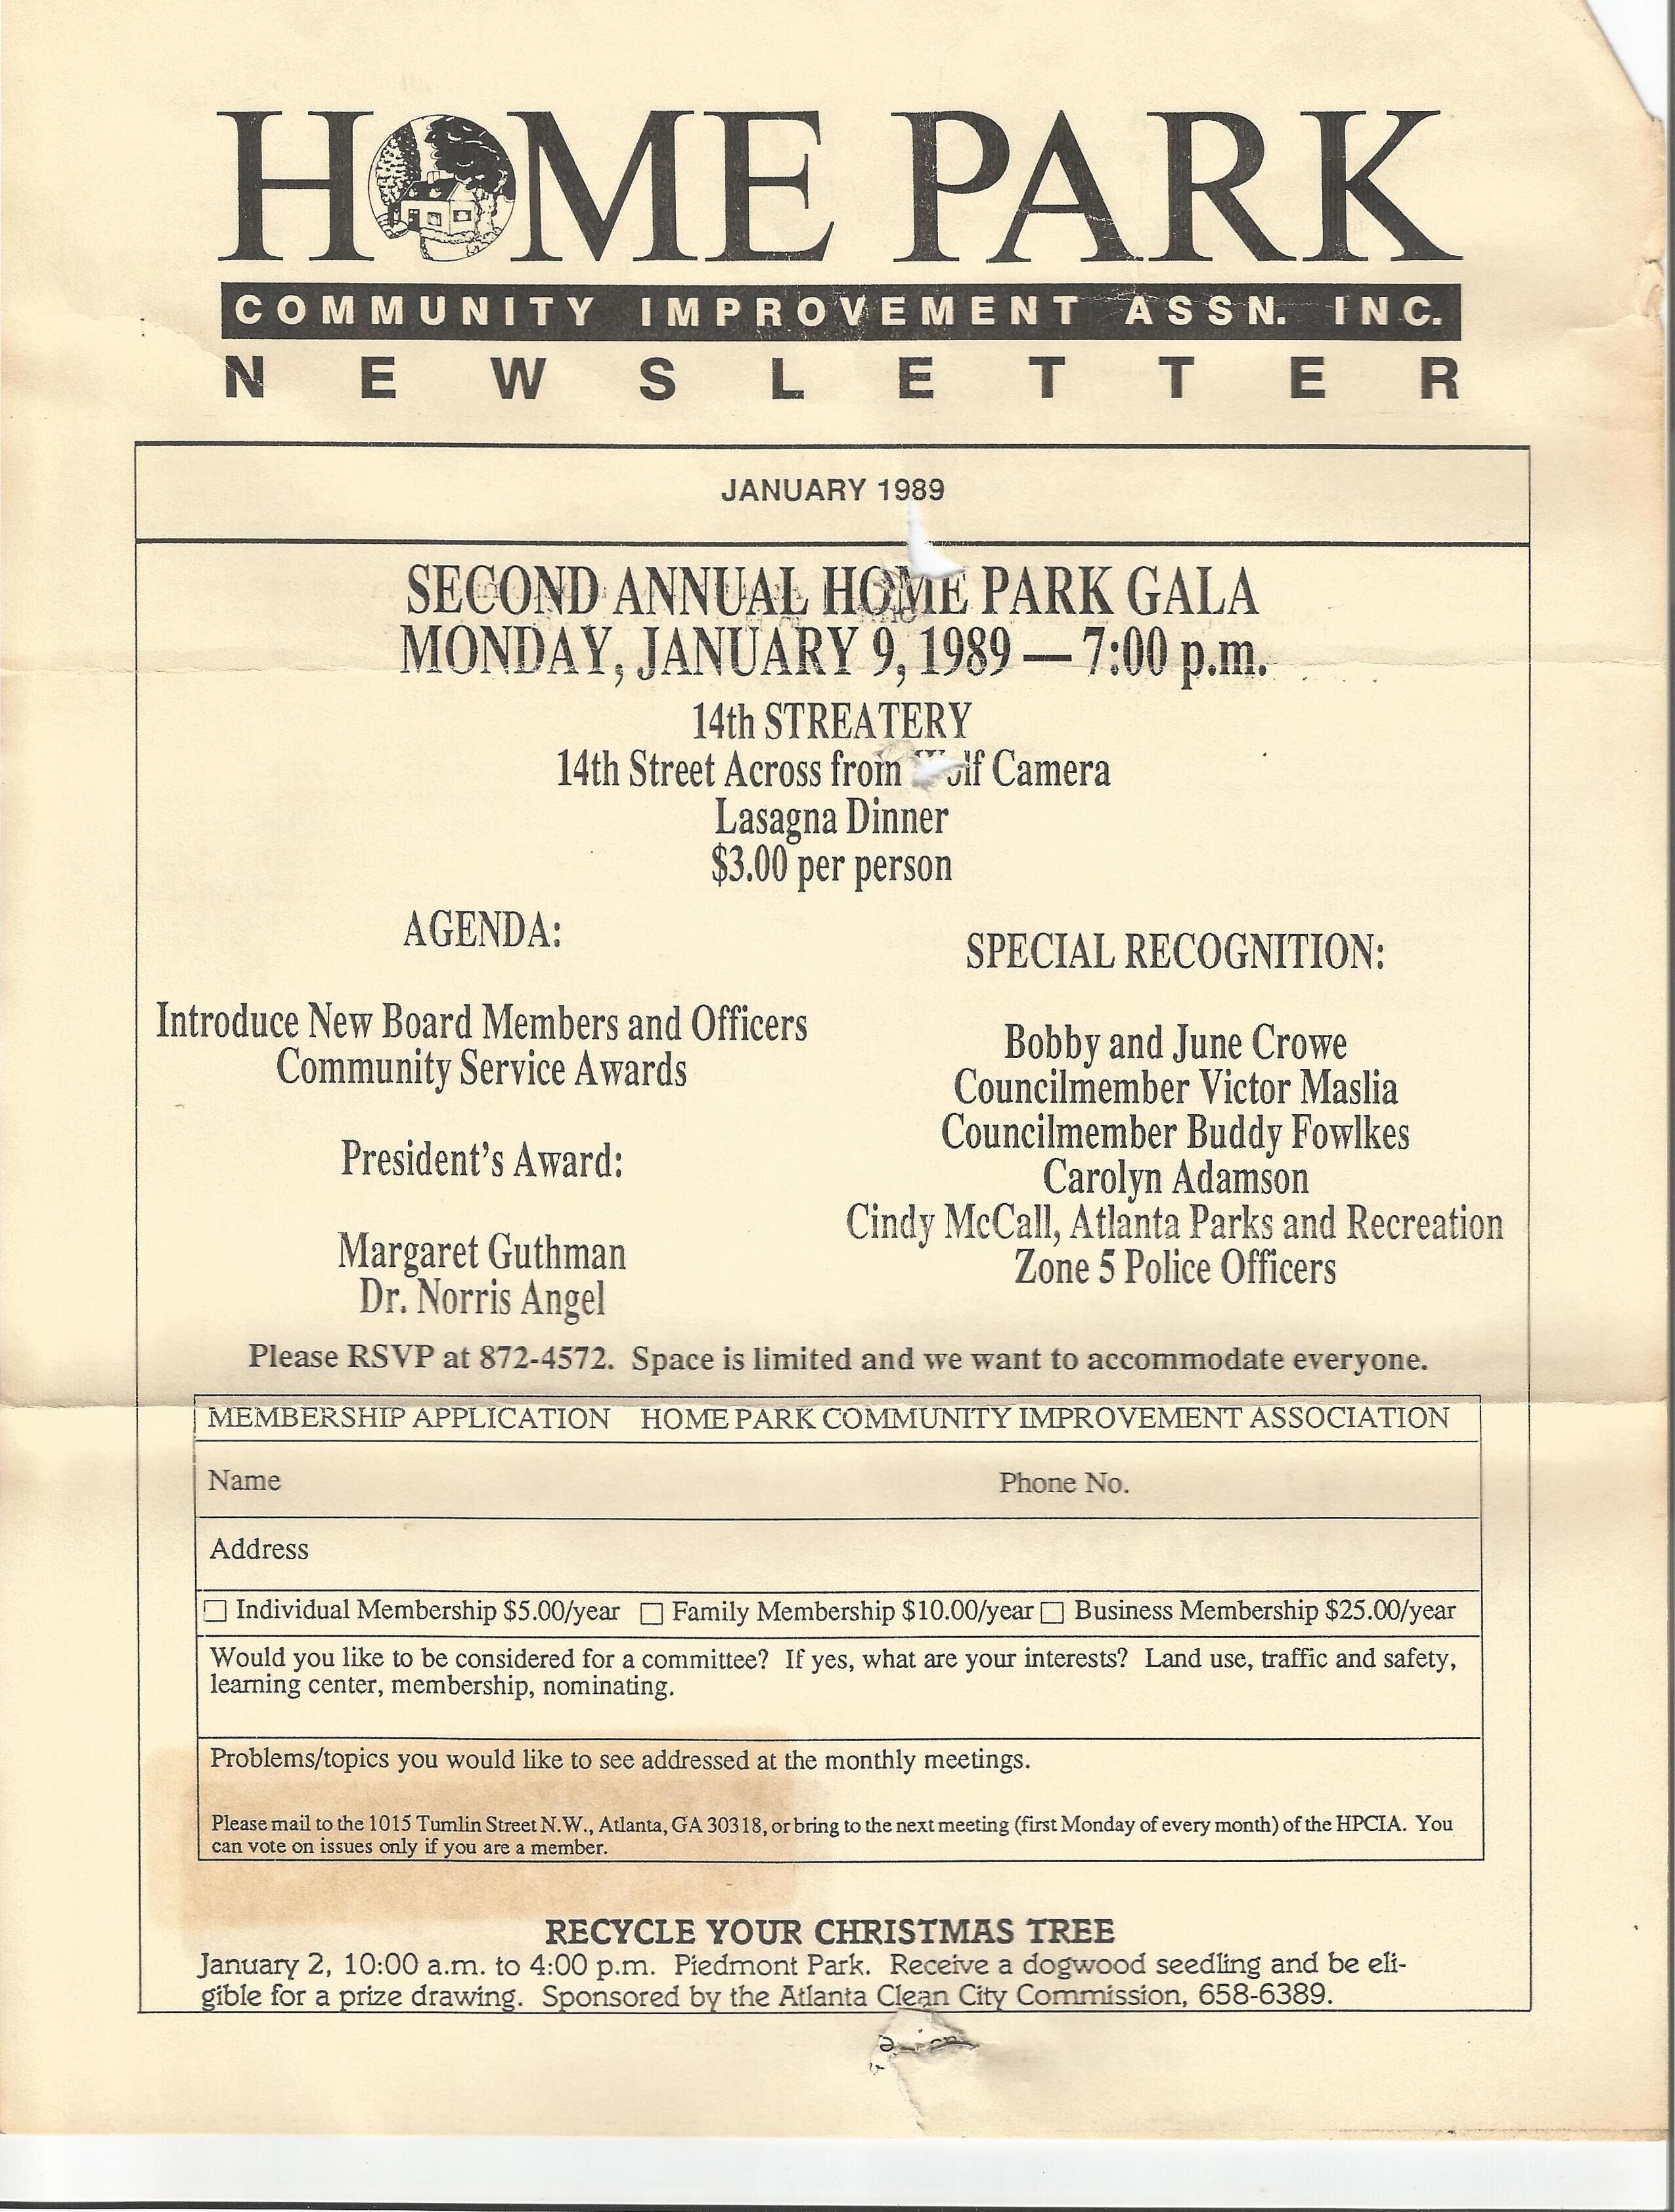 HOME PARK
COMMUNITY IMPROVEMENT ASSN. INC.
NEWSLETTER
JANUARY 1989
SECOND ANNUAL HOME PARK GALA
MONDAY, JANUARY 9, 1989 — 7:00 p.m.
14th STREATERY
14th Street Across from Wolf Camera
Lasagna Dinner
$3.00 per person
AGENDA:
Introduce New Board Members and Officers
Community Service Awards
President's Award:
Margaret Guthman
Dr. Norris Angel
SPECIAL RECOGNITION:
Bobby and June Crowe
Councilmember Victor Maslia
Councilmember Buddy Fowlkes
Carolyn Adamson
Cindy McCall, Atlanta Parks and Recreation
Zone 5 Police Officers
Please RSVP at 872-4572. Space is limited and we want to accommodate everyone.
MEMBERSHIP APPLICATION HOME PARK COMMUNITY IMPROVEMENT ASSOCIATION
Name Phone No.
Address
☐ Individual Membership $5.00/year ☐ Family Membership $10.00/year ☐ Business Membership $25.00/year
Would you like to be considered for a committee? If yes, what are your interests? Land use, traffic and safety,
learning center, membership, nominating.
Problems/topics you would like to see addressed at the monthly meetings.
Please mail to the 1015 Tumlin Street N.W., Atlanta, GA 30318, or bring to the next meeting (first Monday of every month) of the HPCIA. You
can vote on issues only if you are a member.
RECYCLE YOUR CHRISTMAS TREE
January 2, 10:00 a.m. to 4:00 p.m. Piedmont Park. Receive a dogwood seedling and be eli-
gible for a prize drawing. Sponsored by the Atlanta Clean City Commission, 658-6389.